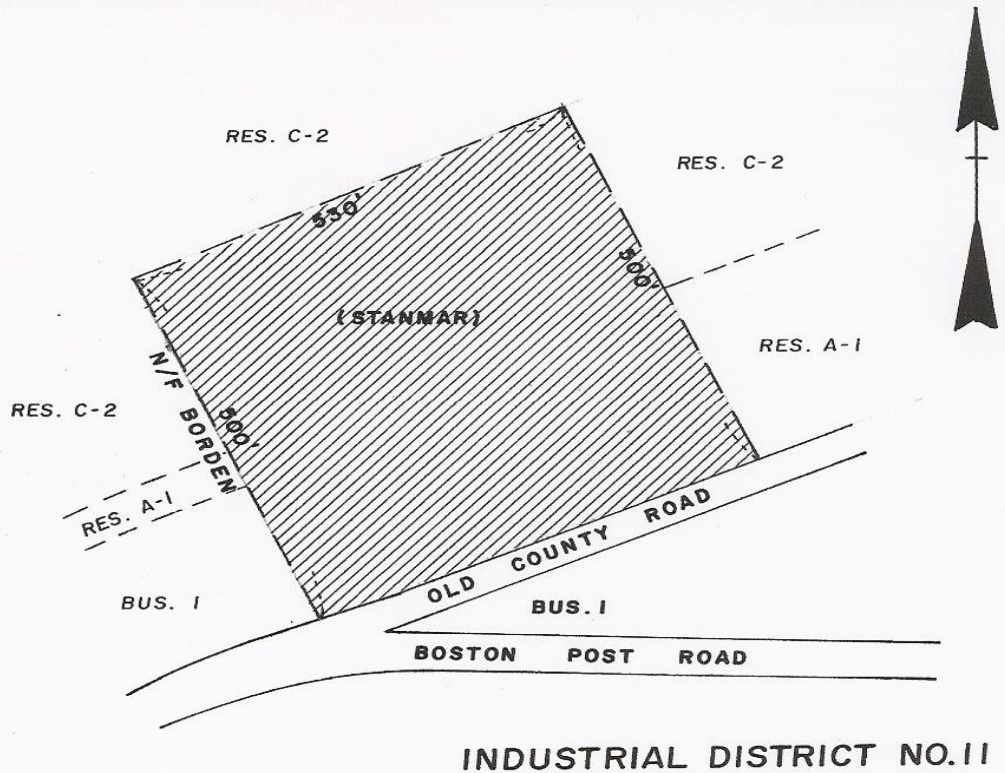 RES. C-2
RES. C-2
530'
500'
(STANMAR)
RES. A-1
N/F BORDEN
RES. C-2
500'
RES. A-1
OLD COUNTY ROAD
BUS. I
BUS. I
BOSTON POST ROAD
INDUSTRIAL DISTRICT NO. II